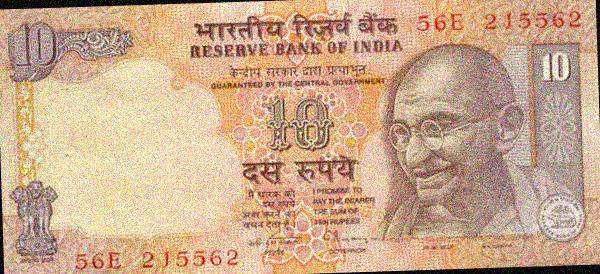 10
भारतीय रिज़र्व बैंक
56E 215562
RESERVE BANK OF INDIA
केन्द्रीय सरकार द्वारा प्रत्याभूत
GUARANTEED BY THE CENTRAL GOVERNMENT
10
10
दस रुपये
मैं धारक को
दस रुपये
अदा करने का
वचन देता हूँ
I PROMISE TO
PAY THE BEARER
THE SUM OF
TEN RUPEES
56E 215562